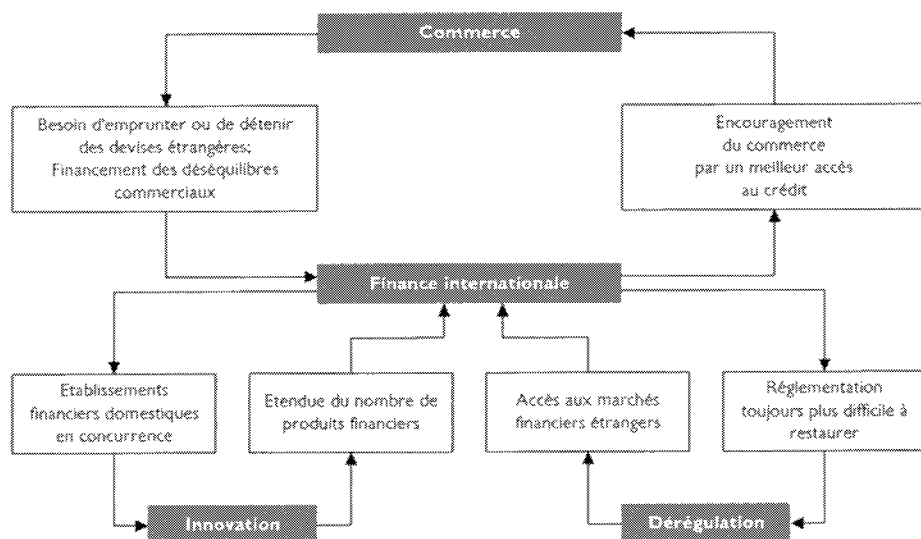 Commerce
Besoin d'emprunter ou de détenir
des devises étrangères;
Financement des déséquilibres
commerciaux
Encouragement
du commerce
par un meilleur accès
au crédit
Finance internationale
Etablissements
financiers domestiques
en concurrence
Etendue du nombre de
produits financiers
Accès aux marchés
financiers étrangers
Réglementation
toujours plus difficile à
restaurer
Innovation
Dérégulation